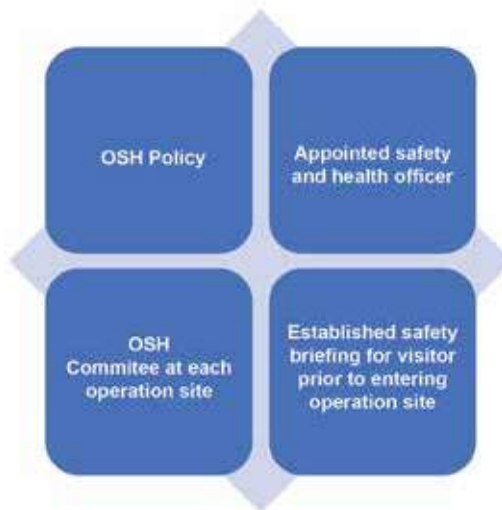 OSH Policy
Appointed safety
and health officer
OSH
Commitee at each
operation site
Established safety
briefing for visitor
prior to entering
operation site